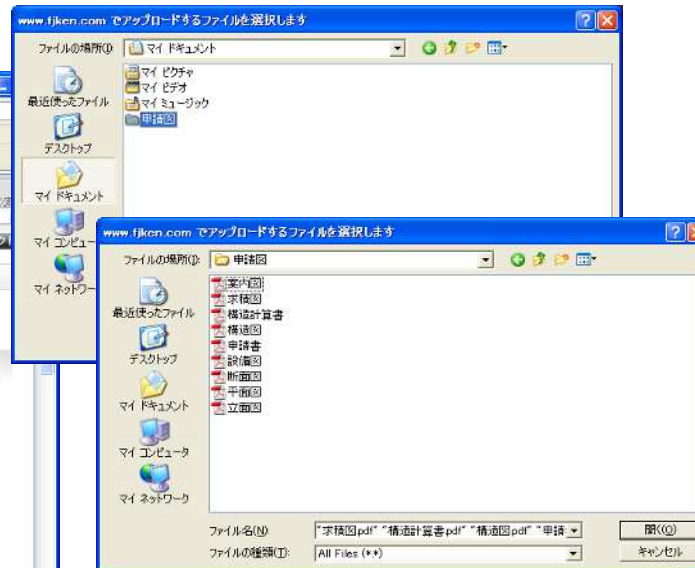 www.fjken.com でアップロードするファイルを選択します
ファイルの場所(I):
マイ ドキュメント
マイ ピクチャ
マイ ビデオ
マイ ミュージック
申請図
最近使ったファイル
デスクトップ
マイ ドキュメント
マイ コンピュー
マイ ネットワー
www.fjken.com でアップロードするファイルを選択します
ファイルの場所(I):
申請図
案内図
求積図
構造計算書
構造図
申請書
設備図
断面図
平面図
立面図
最近使ったファイル
デスクトップ
マイ ドキュメント
マイ コンピュータ
マイ ネットワーク
ファイル名(N):
"求積図.pdf" "構造計算書.pdf" "構造図.pdf" "申請
開く(O)
ファイルの種類(T):
All Files (*.*)
キャンセル